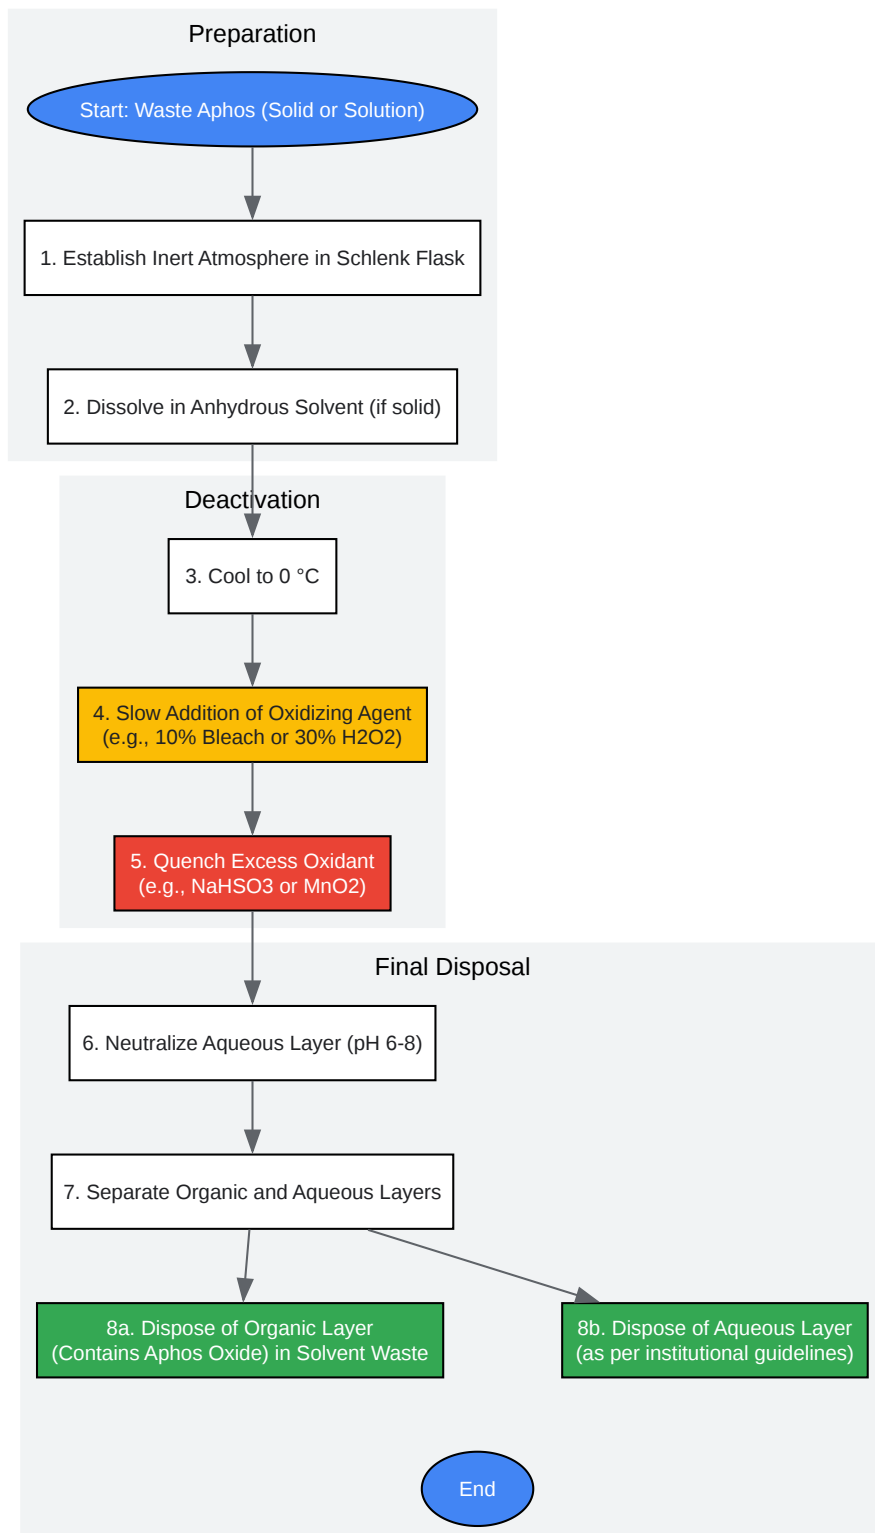 Preparation
Start: Waste Aphos (Solid or Solution)
1. Establish Inert Atmosphere in Schlenk Flask
2. Dissolve in Anhydrous Solvent (if solid)
Deactivation
3. Cool to 0 °C
4. Slow Addition of Oxidizing Agent
(e.g., 10% Bleach or 30% H2O2)
5. Quench Excess Oxidant
(e.g., NaHSO3 or MnO2)
Final Disposal
6. Neutralize Aqueous Layer (pH 6-8)
7. Separate Organic and Aqueous Layers
8a. Dispose of Organic Layer
(Contains Aphos Oxide) in Solvent Waste
8b. Dispose of Aqueous Layer
(as per institutional guidelines)
End